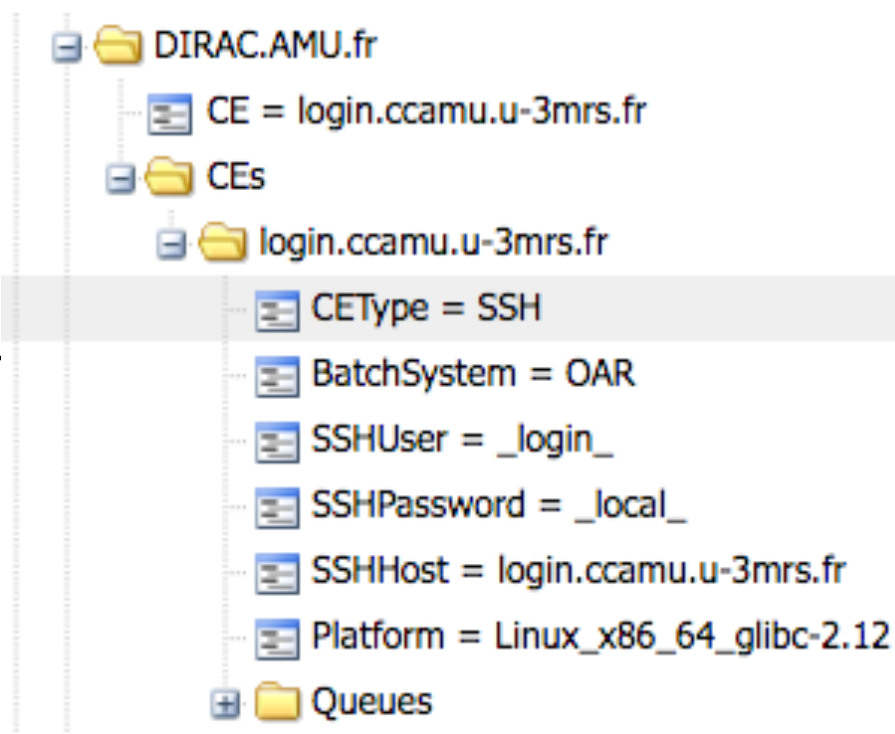 DIRAC.AMU.fr
CE = login.ccamu.u-3mrs.fr
CEs
login.ccamu.u-3mrs.fr
CEType = SSH
BatchSystem = OAR
SSHUser = _login_
SSHPassword = _local_
SSHHost = login.ccamu.u-3mrs.fr
Platform = Linux_x86_64_glibc-2.12
Queues